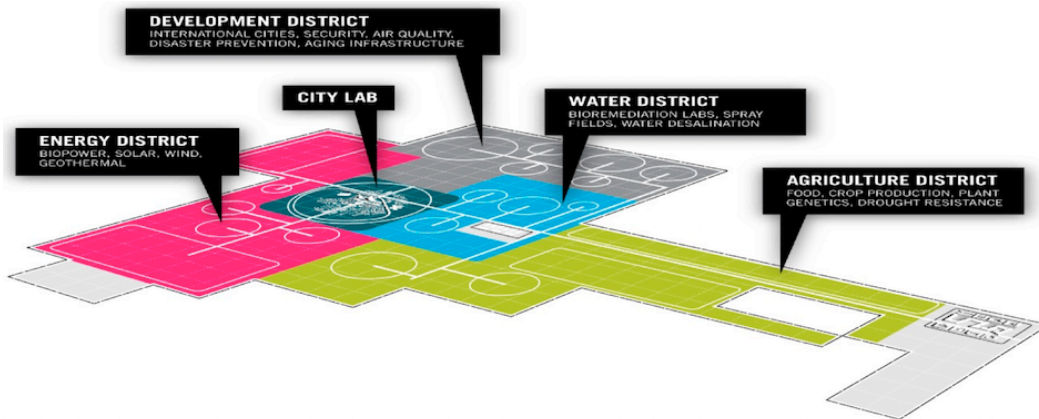 DEVELOPMENT DISTRICT
INTERNATIONAL CITIES, SECURITY, AIR QUALITY,
DISASTER PREVENTION, AGING INFRASTRUCTURE
CITY LAB
WATER DISTRICT
BIOREMEDIATION LABS, SPRAY
FIELDS, WATER DESALINATION
ENERGY DISTRICT
BIOPOWER, SOLAR, WIND,
GEOTHERMAL
AGRICULTURE DISTRICT
FOOD, CROP PRODUCTION, PLANT
GENETICS, DROUGHT RESISTANCE